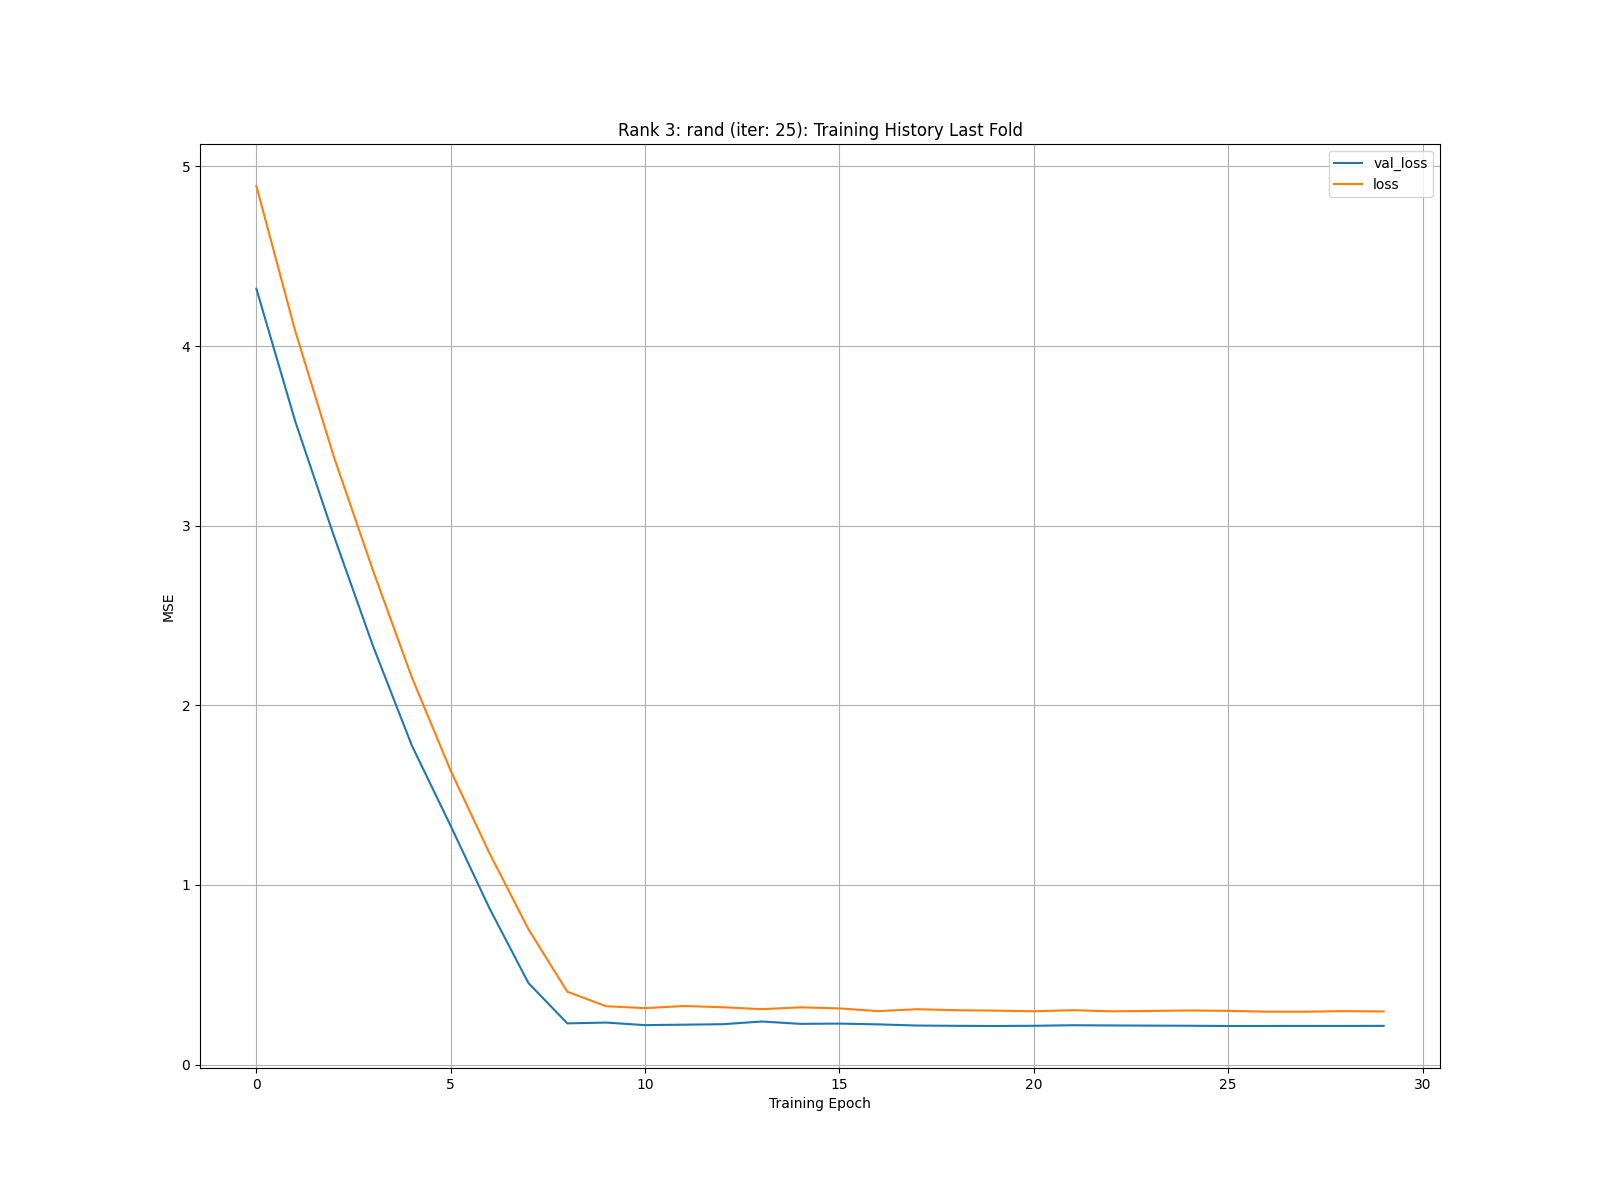 Rank 3: rand (iter: 25): Training History Last Fold
val_loss
loss
5
4
3
2
1
0
MSE
0 5 10 15 20 25 30
Training Epoch